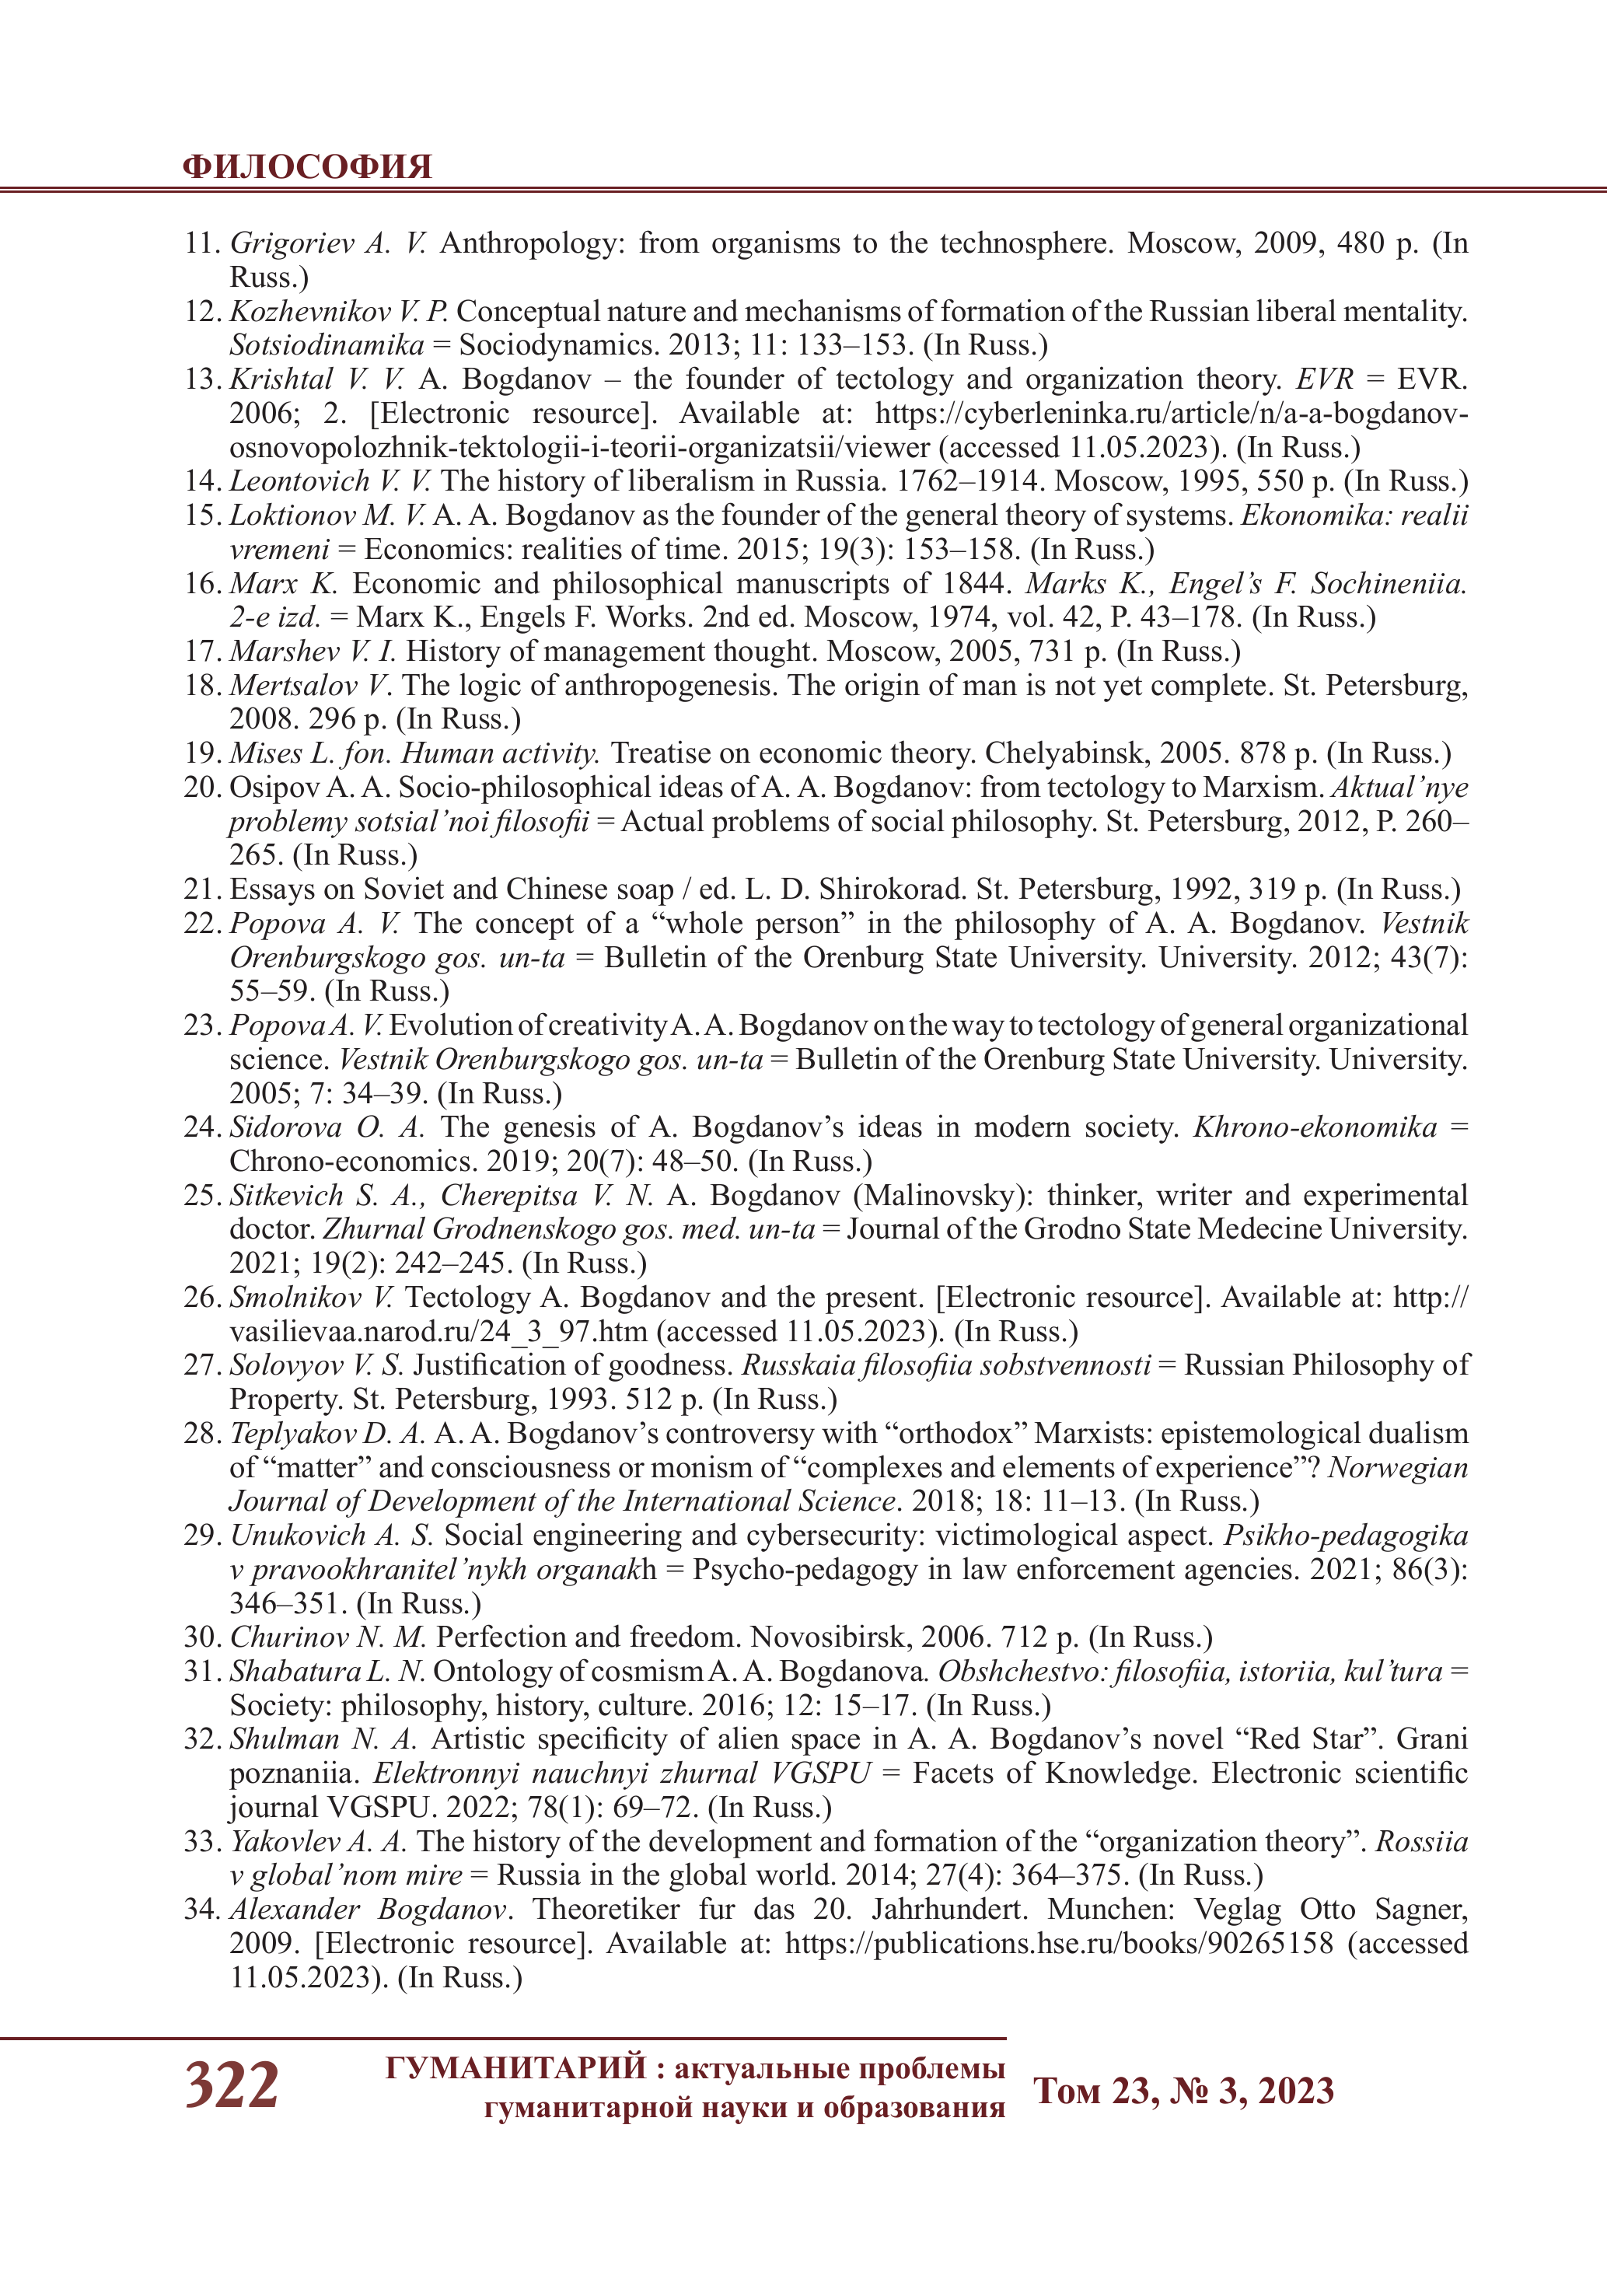 ФИЛОСОФИЯ
11. Grigoriev A. V. Anthropology: from organisms to the technosphere. Moscow, 2009, 480 p. (In
Russ.)
12. Kozhevnikov V. P. Conceptual nature and mechanisms of formation of the Russian liberal mentality.
Sotsiodinamika = Sociodynamics. 2013; 11: 133–153. (In Russ.)
13. Krishtal V. V. A. Bogdanov – the founder of tectology and organization theory. EVR = EVR.
2006; 2. [Electronic resource]. Available at: https://cyberleninka.ru/article/n/a-a-bogdanov-
osnovopolozhnik-tektologii-i-teorii-organizatsii/viewer (accessed 11.05.2023). (In Russ.)
14. Leontovich V. V. The history of liberalism in Russia. 1762–1914. Moscow, 1995, 550 p. (In Russ.)
15. Loktionov M. V. A. A. Bogdanov as the founder of the general theory of systems. Ekonomika: realii
vremeni = Economics: realities of time. 2015; 19(3): 153–158. (In Russ.)
16. Marx K. Economic and philosophical manuscripts of 1844. Marks K., Engel’s F. Sochineniia.
2-e izd. = Marx K., Engels F. Works. 2nd ed. Moscow, 1974, vol. 42, P. 43–178. (In Russ.)
17. Marshev V. I. History of management thought. Moscow, 2005, 731 p. (In Russ.)
18. Mertsalov V. The logic of anthropogenesis. The origin of man is not yet complete. St. Petersburg,
2008. 296 p. (In Russ.)
19. Mises L. fon. Human activity. Treatise on economic theory. Chelyabinsk, 2005. 878 p. (In Russ.)
20. Osipov A. A. Socio-philosophical ideas of A. A. Bogdanov: from tectology to Marxism. Aktual’nye
problemy sotsial’noi filosofii = Actual problems of social philosophy. St. Petersburg, 2012, P. 260–
265. (In Russ.)
21. Essays on Soviet and Chinese soap / ed. L. D. Shirokorad. St. Petersburg, 1992, 319 p. (In Russ.)
22. Popova A. V. The concept of a “whole person” in the philosophy of A. A. Bogdanov. Vestnik
Orenburgskogo gos. un-ta = Bulletin of the Orenburg State University. University. 2012; 43(7):
55–59. (In Russ.)
23. Popova A. V. Evolution of creativity A. A. Bogdanov on the way to tectology of general organizational
science. Vestnik Orenburgskogo gos. un-ta = Bulletin of the Orenburg State University. University.
2005; 7: 34–39. (In Russ.)
24. Sidorova O. A. The genesis of A. Bogdanov’s ideas in modern society. Khrono-ekonomika =
Chrono-economics. 2019; 20(7): 48–50. (In Russ.)
25. Sitkevich S. A., Cherepitsa V. N. A. Bogdanov (Malinovsky): thinker, writer and experimental
doctor. Zhurnal Grodnenskogo gos. med. un-ta = Journal of the Grodno State Medecine University.
2021; 19(2): 242–245. (In Russ.)
26. Smolnikov V. Tectology A. Bogdanov and the present. [Electronic resource]. Available at: http://
vasilievaa.narod.ru/24_3_97.htm (accessed 11.05.2023). (In Russ.)
27. Solovyov V. S. Justification of goodness. Russkaia filosofiia sobstvennosti = Russian Philosophy of
Property. St. Petersburg, 1993. 512 p. (In Russ.)
28. Teplyakov D. A. A. A. Bogdanov’s controversy with “orthodox” Marxists: epistemological dualism
of “matter” and consciousness or monism of “complexes and elements of experience”? Norwegian
Journal of Development of the International Science. 2018; 18: 11–13. (In Russ.)
29. Unukovich A. S. Social engineering and cybersecurity: victimological aspect. Psikho-pedagogika
v pravookhranitel’nykh organakh = Psycho-pedagogy in law enforcement agencies. 2021; 86(3):
346–351. (In Russ.)
30. Churinov N. M. Perfection and freedom. Novosibirsk, 2006. 712 p. (In Russ.)
31. Shabatura L. N. Ontology of cosmism A. A. Bogdanova. Obshchestvo: filosofiia, istoriia, kul’tura =
Society: philosophy, history, culture. 2016; 12: 15–17. (In Russ.)
32. Shulman N. A. Artistic specificity of alien space in A. A. Bogdanov’s novel “Red Star”. Grani
poznaniia. Elektronnyi nauchnyi zhurnal VGSPU = Facets of Knowledge. Electronic scientific
journal VGSPU. 2022; 78(1): 69–72. (In Russ.)
33. Yakovlev A. A. The history of the development and formation of the “organization theory”. Rossiia
v global’nom mire = Russia in the global world. 2014; 27(4): 364–375. (In Russ.)
34. Alexander Bogdanov. Theoretiker fur das 20. Jahrhundert. Munchen: Veglag Otto Sagner,
2009. [Electronic resource]. Available at: https://publications.hse.ru/books/90265158 (accessed
11.05.2023). (In Russ.)
322
ГУМАНИТАРИЙ : актуальные проблемы
гуманитарной науки и образования
Том 23, № 3, 2023